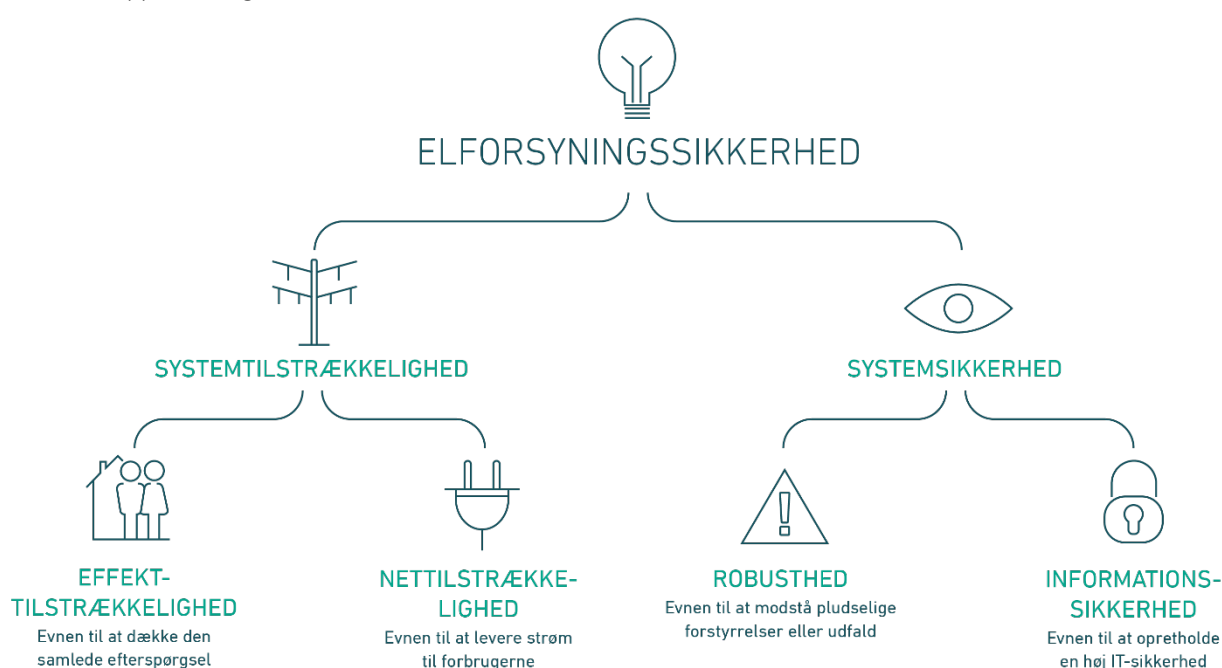 ELFORSYNINGSSIKKERHED
SYSTEMTILSTRÆKKELIGHED
SYSTEMSIKKERHED
EFFEKT-
TILSTRÆKKELIGHED
Evnen til at dække den
samlede efterspørgsel
NETTILSTRÆKKE-
LIGHED
Evnen til at levere strøm
til forbrugerne
ROBUSTHED
Evnen til at modstå pludselige
forstyrrelser eller udfald
INFORMATIONS-
SIKKERHED
Evnen til at opretholde
en høj IT-sikkerhed